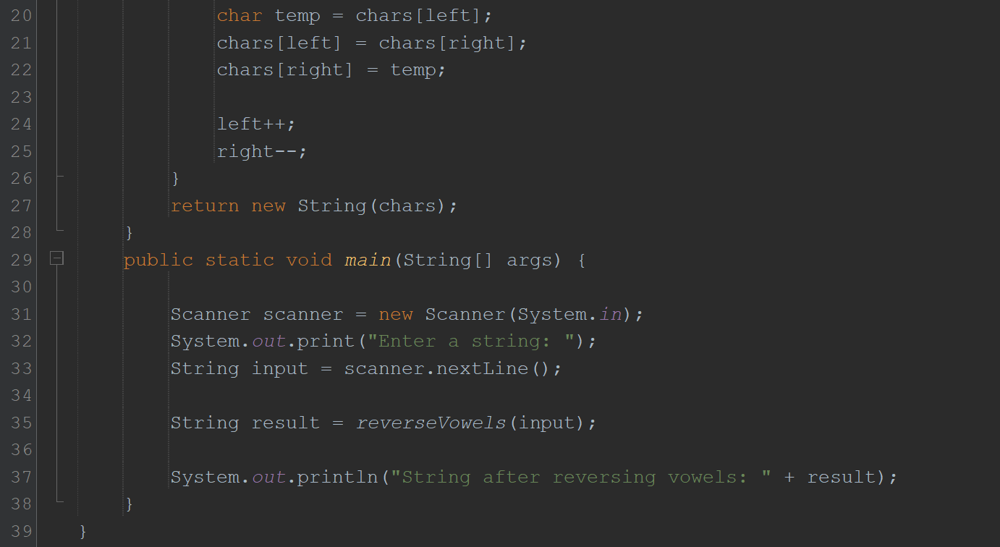 20 char temp = chars[left];
21 chars[left] = chars[right];
22 chars[right] = temp;
23
24 left++;
25 right--;
26 }
27 return new String(chars);
28 }
29 public static void main(String[] args) {
30
31 Scanner scanner = new Scanner(System.in);
32 System.out.print("Enter a string: ");
33 String input = scanner.nextLine();
34
35 String result = reverseVowels(input);
36
37 System.out.println("String after reversing vowels: " + result);
38 }
39 }